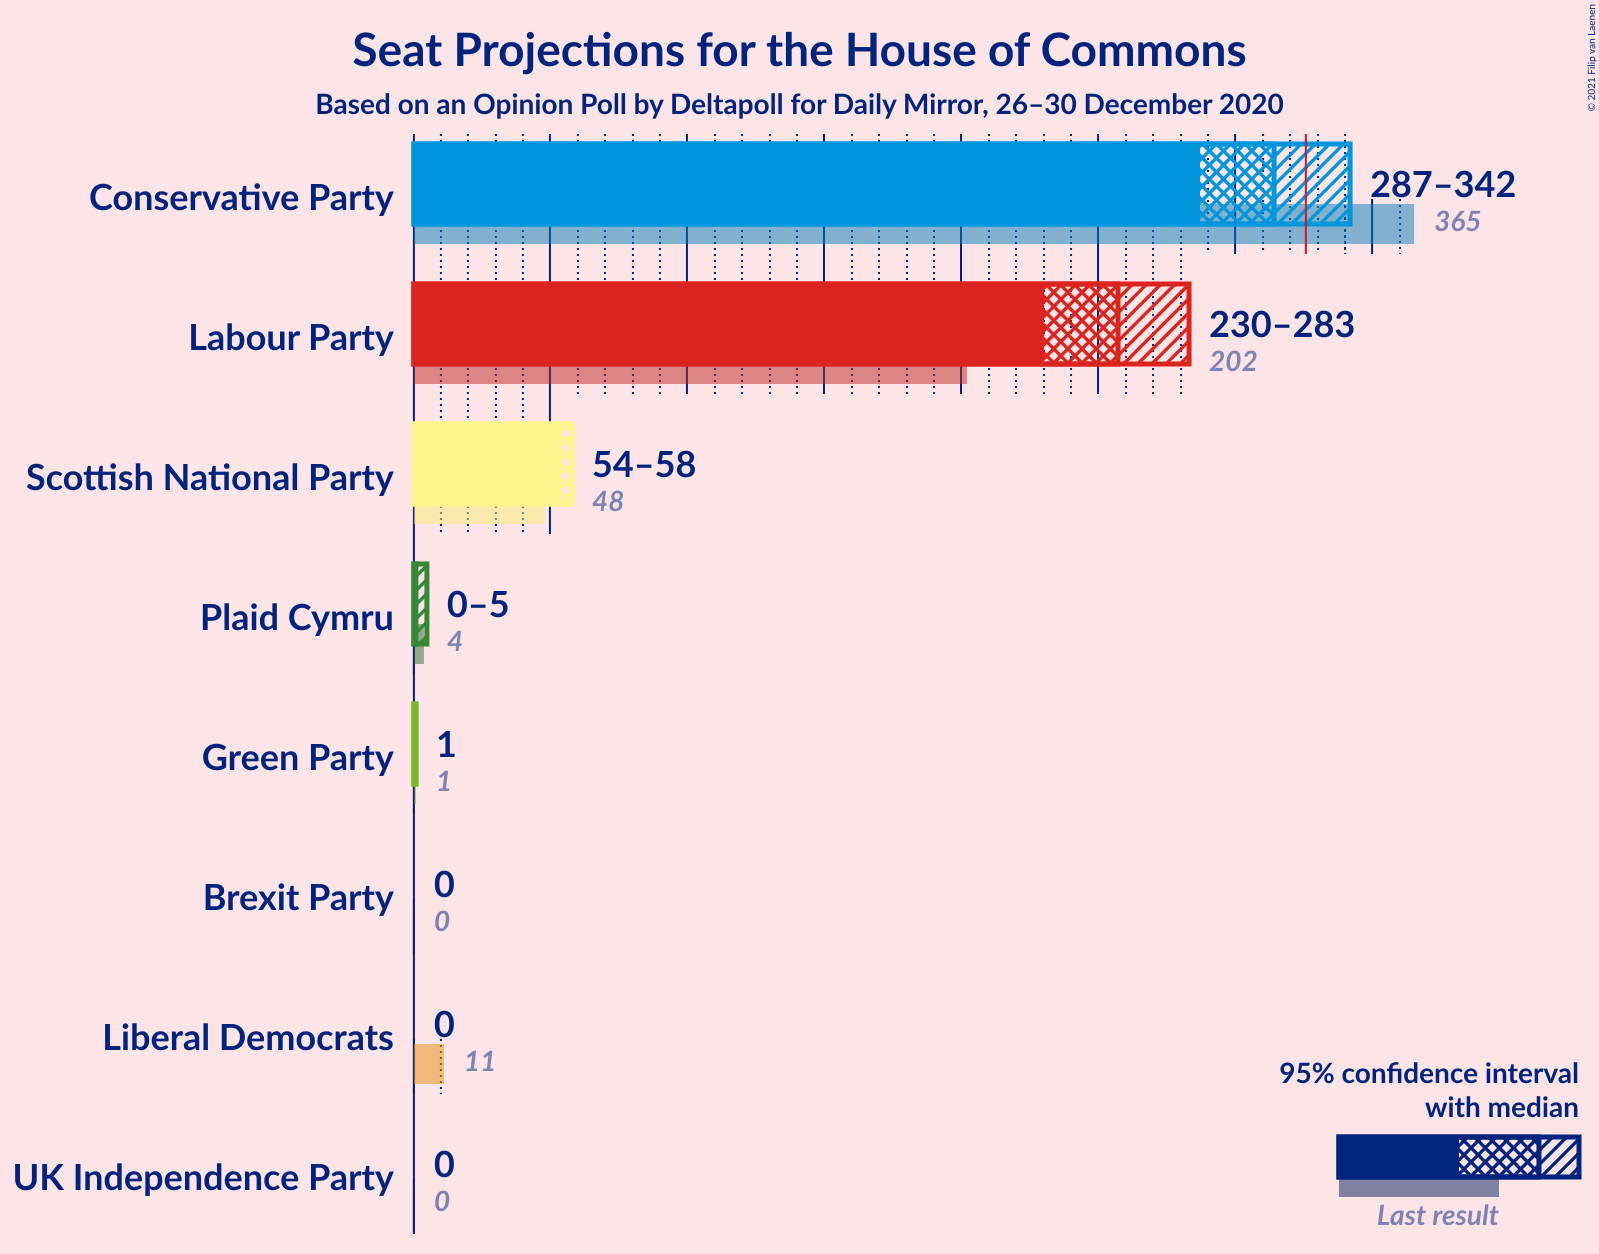 Seat Projections for the House of Commons
Based on an Opinion Poll by Deltapoll for Daily Mirror, 26–30 December 2020
© 2021 Filip van Laenen
Conservative Party
287–342
365
Labour Party
230–283
202
Scottish National Party
54–58
48
Plaid Cymru
0–5
4
Green Party
1
1
Brexit Party
0
0
Liberal Democrats
0
11
UK Independence Party
0
0
95% confidence interval
with median
Last result